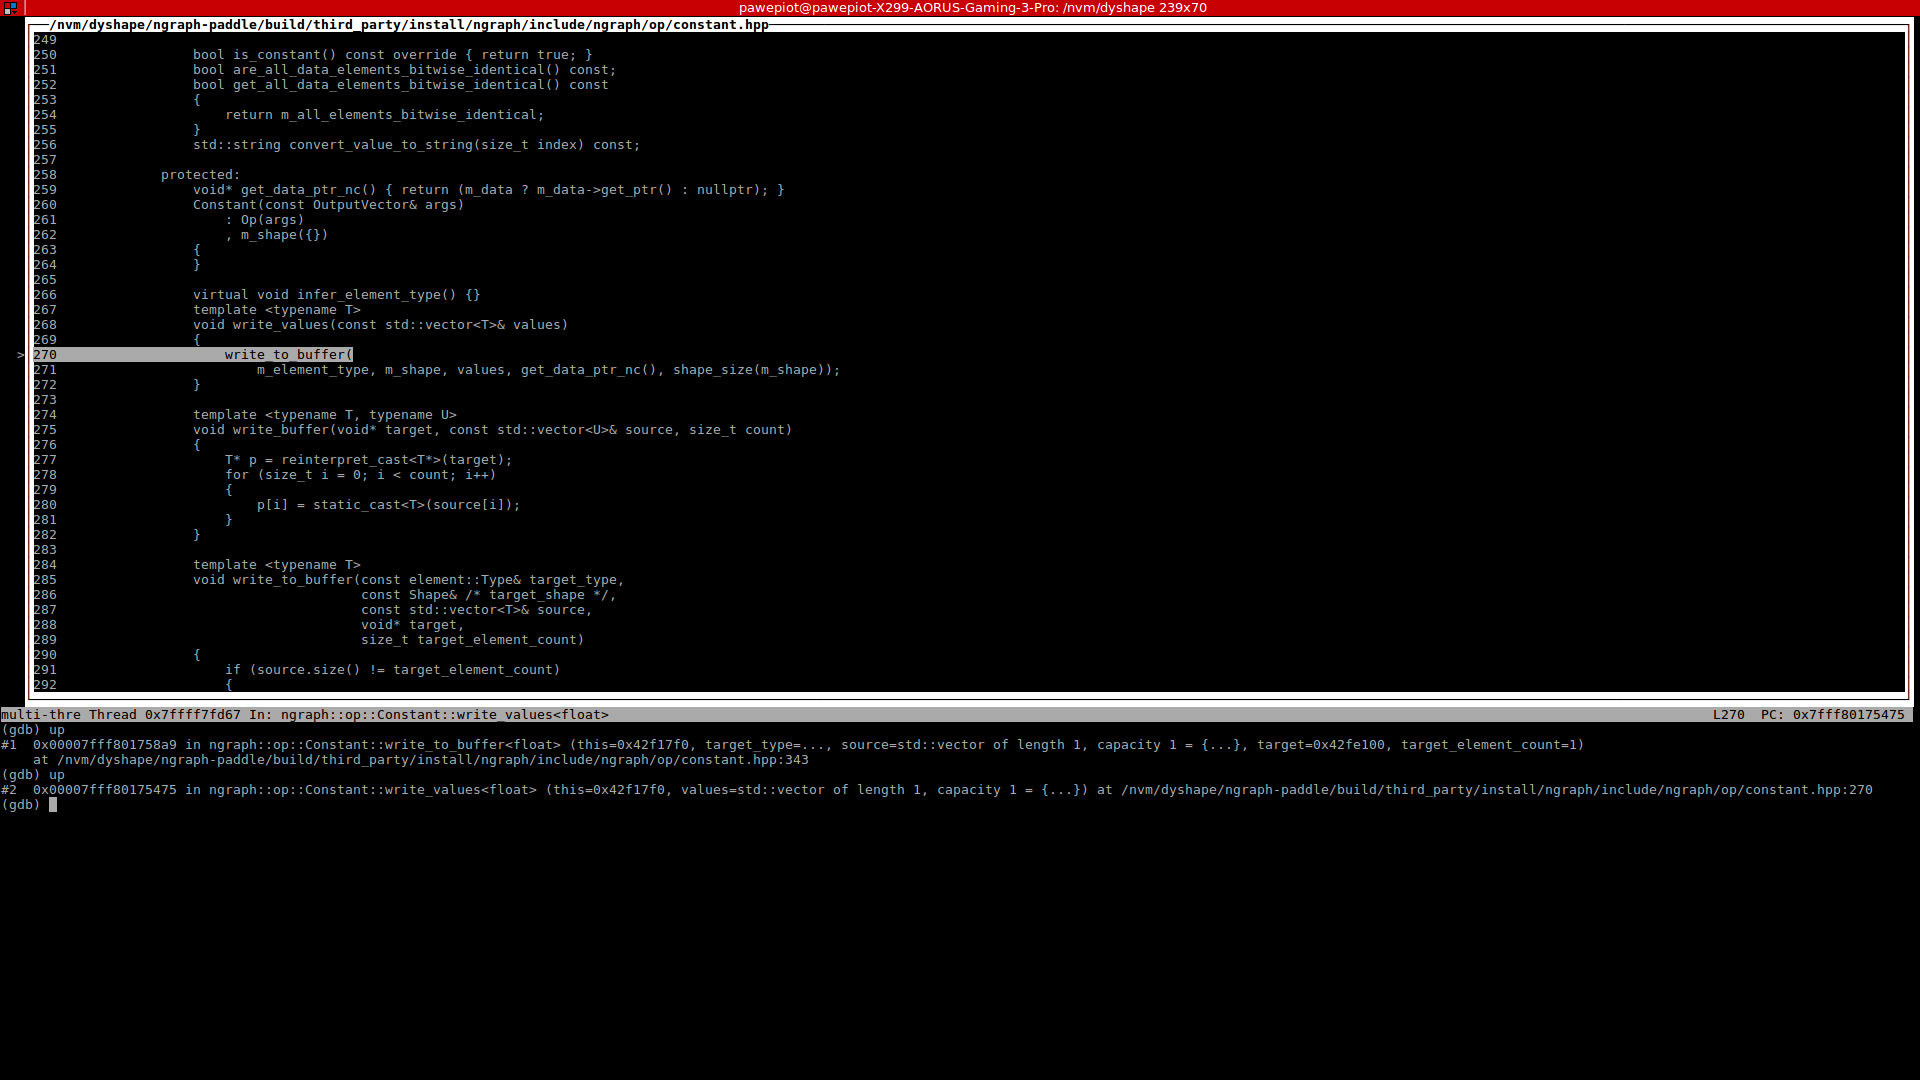 pawepiot@pawepiot-X299-AORUS-Gaming-3-Pro: /nvm/dyshape 239x70
/nvm/dyshape/ngraph-paddle/build/third_party/install/ngraph/include/ngraph/op/constant.hpp
249
250                 bool is_constant() const override { return true; }
251                 bool are_all_data_elements_bitwise_identical() const;
252                 bool get_all_data_elements_bitwise_identical() const
253                 {
254                     return m_all_elements_bitwise_identical;
255                 }
256                 std::string convert_value_to_string(size_t index) const;
257
258             protected:
259                 void* get_data_ptr_nc() { return (m_data ? m_data->get_ptr() : nullptr); }
260                 Constant(const OutputVector& args)
261                     : Op(args)
262                     , m_shape({})
263                 {
264                 }
265
266                 virtual void infer_element_type() {}
267                 template <typename T>
268                 void write_values(const std::vector<T>& values)
269                 {
>270                     write_to_buffer(
271                         m_element_type, m_shape, values, get_data_ptr_nc(), shape_size(m_shape));
272                 }
273
274                 template <typename T, typename U>
275                 void write_buffer(void* target, const std::vector<U>& source, size_t count)
276                 {
277                     T* p = reinterpret_cast<T*>(target);
278                     for (size_t i = 0; i < count; i++)
279                     {
280                         p[i] = static_cast<T>(source[i]);
281                     }
282                 }
283
284                 template <typename T>
285                 void write_to_buffer(const element::Type& target_type,
286                                      const Shape& /* target_shape */,
287                                      const std::vector<T>& source,
288                                      void* target,
289                                      size_t target_element_count)
290                 {
291                     if (source.size() != target_element_count)
292                     {
multi-thre Thread 0x7ffff7fd67 In: ngraph::op::Constant::write_values<float> L270 PC: 0x7fff80175475
(gdb) up
#1  0x00007fff801758a9 in ngraph::op::Constant::write_to_buffer<float> (this=0x42f17f0, target_type=..., source=std::vector of length 1, capacity 1 = {...}, target=0x42fe100, target_element_count=1)
    at /nvm/dyshape/ngraph-paddle/build/third_party/install/ngraph/include/ngraph/op/constant.hpp:343
(gdb) up
#2  0x00007fff80175475 in ngraph::op::Constant::write_values<float> (this=0x42f17f0, values=std::vector of length 1, capacity 1 = {...}) at /nvm/dyshape/ngraph-paddle/build/third_party/install/ngraph/include/ngraph/op/constant.hpp:270
(gdb)